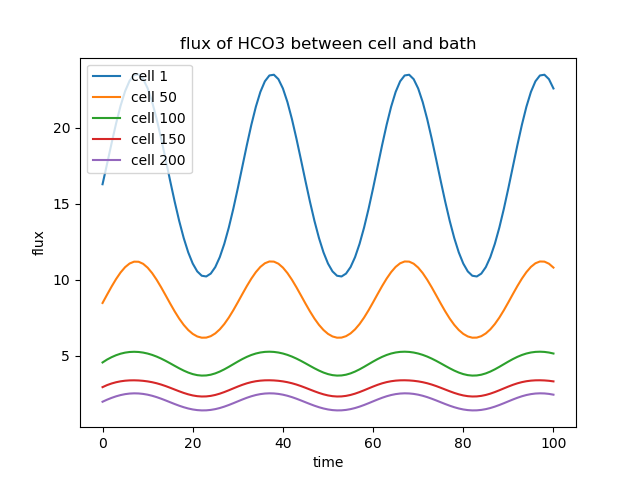 flux of HCO3 between cell and bath
cell 1
cell 50
cell 100
cell 150
cell 200
flux
20
15
10
5
0 20 40 60 80 100
time